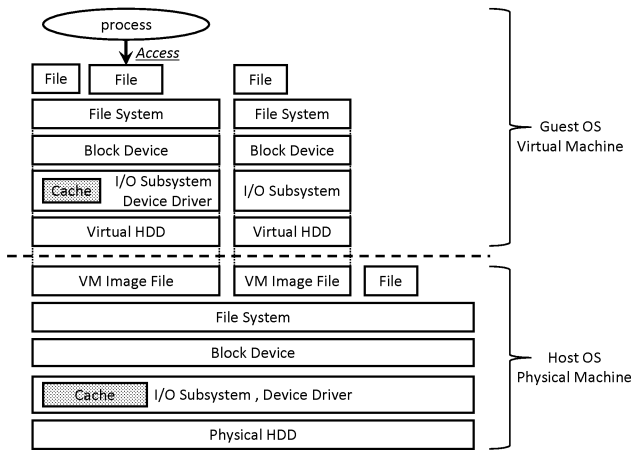 process
Access
File File File
File System File System
Block Device Block Device
Cache I/O Subsystem
Device Driver
I/O Subsystem
Virtual HDD Virtual HDD
Guest OS
Virtual Machine
VM Image File VM Image File File
File System
Block Device
Cache I/O Subsystem , Device Driver
Physical HDD
Host OS
Physical Machine